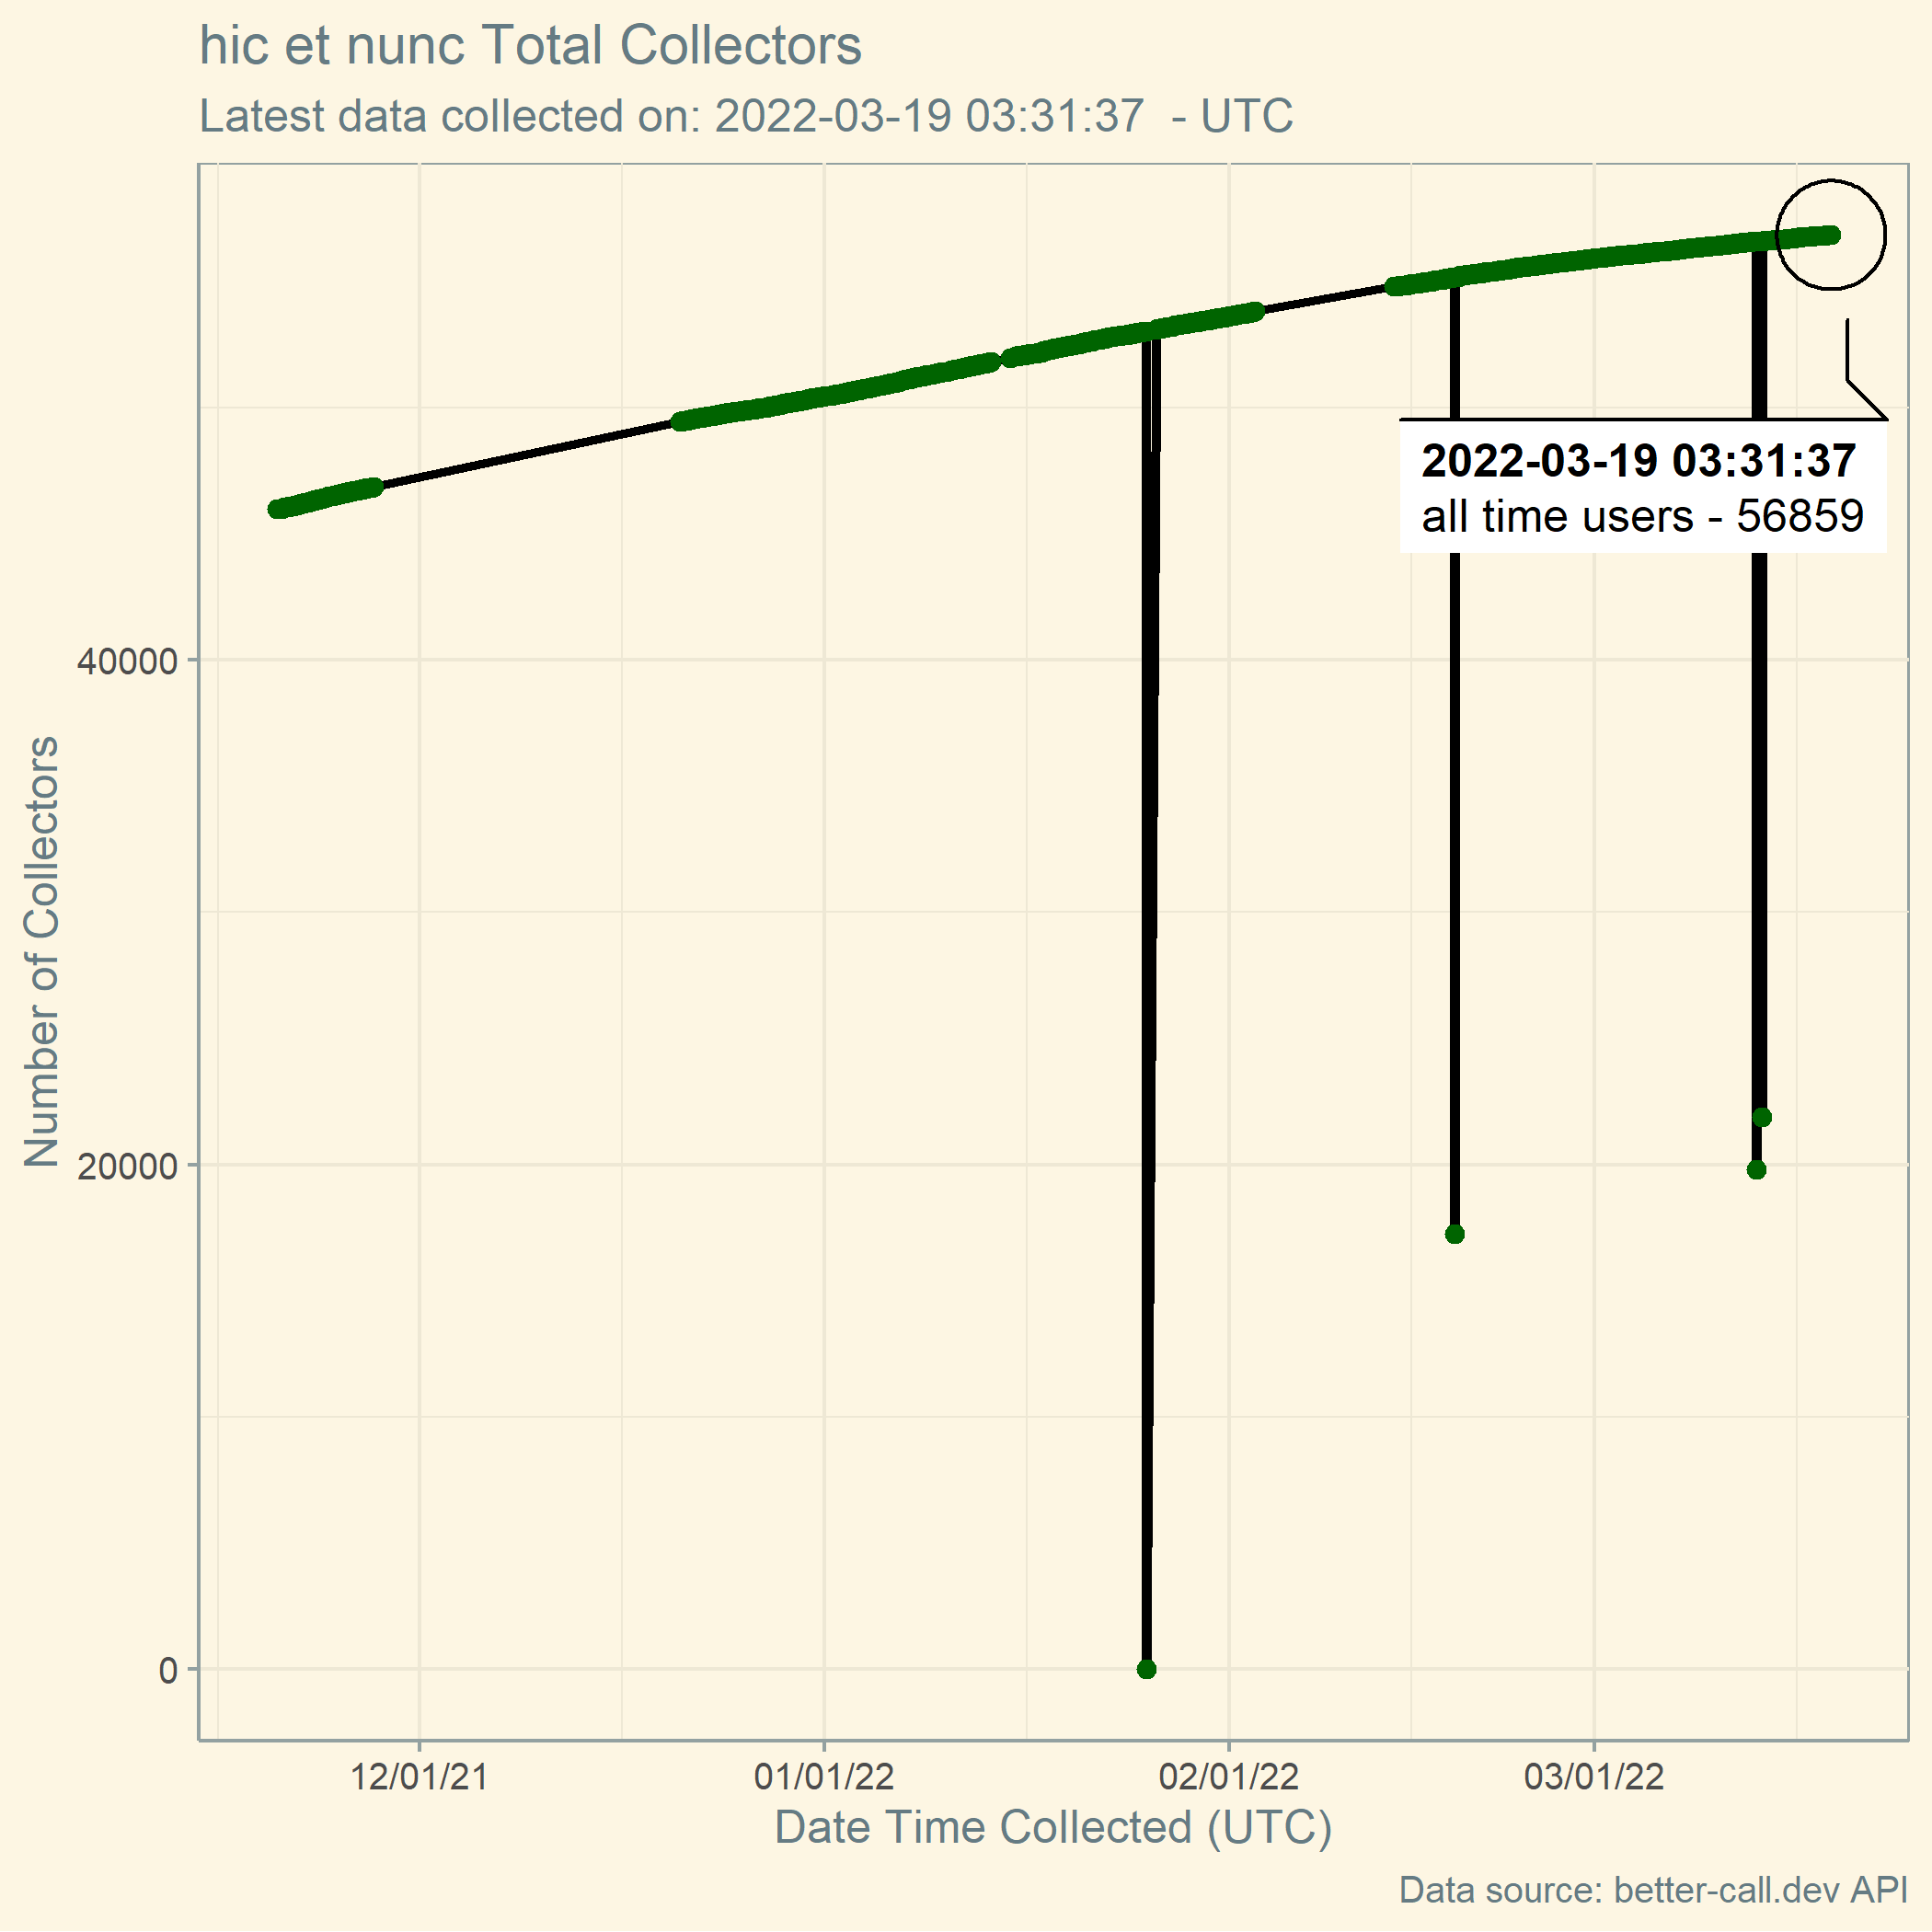 hic et nunc Total Collectors
Latest data collected on: 2022-03-19 03:31:37  - UTC
2022-03-19 03:31:37
all time users - 56859
Number of Collectors
40000
20000
0
12/01/21
01/01/22
02/01/22
03/01/22
Date Time Collected (UTC)
Data source: better-call.dev API